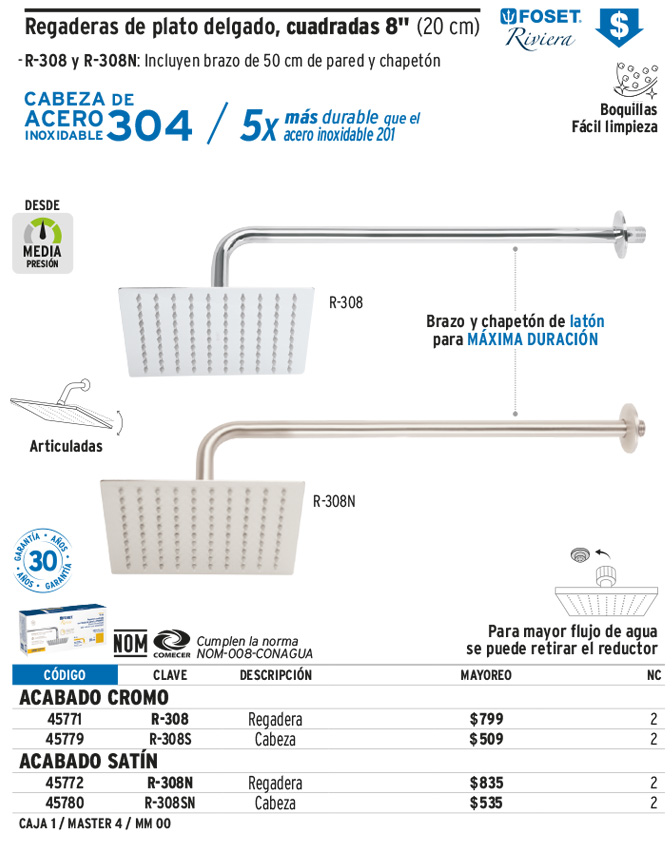 Regaderas de plato delgado, cuadradas 8" (20 cm)
FOSET
Riviera
$
- R-308 y R-308N: Incluyen brazo de 50 cm de pared y chapetón
CABEZA DE
ACERO
INOXIDABLE 304 / 5X más durable que el
acero inoxidable 201
Boquillas
Fácil limpieza
DESDE
MEDIA
PRESIÓN
R-308
Brazo y chapetón de latón
para MÁXIMA DURACIÓN
Articuladas
R-308N
GARANTÍA • AÑOS • GARANTÍA • AÑOS •
30
Para mayor flujo de agua
se puede retirar el reductor
FOSET
NOM
COMECER
Cumplen la norma
NOM-008-CONAGUA
CÓDIGO CLAVE DESCRIPCIÓN MAYOREO NC
ACABADO CROMO
45771 R-308 Regadera $799 2
45779 R-308S Cabeza $509 2
ACABADO SATÍN
45772 R-308N Regadera $835 2
45780 R-308SN Cabeza $535 2
CAJA 1 / MASTER 4 / MM 00